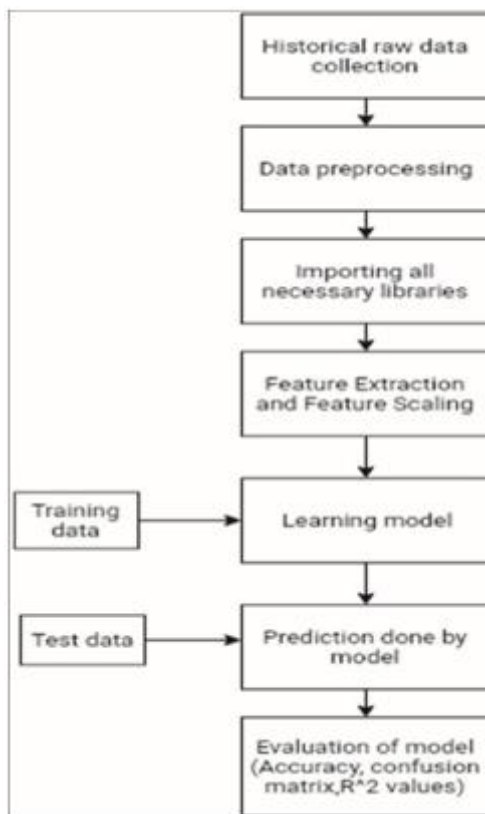 Historical raw data
collection
Data preprocessing
Importing all
necessary libraries
Feature Extraction
and Feature Scaling
Training
data
Learning model
Test data
Prediction done by
model
Evaluation of model
(Accuracy, confusion
matrix,R^2 values)